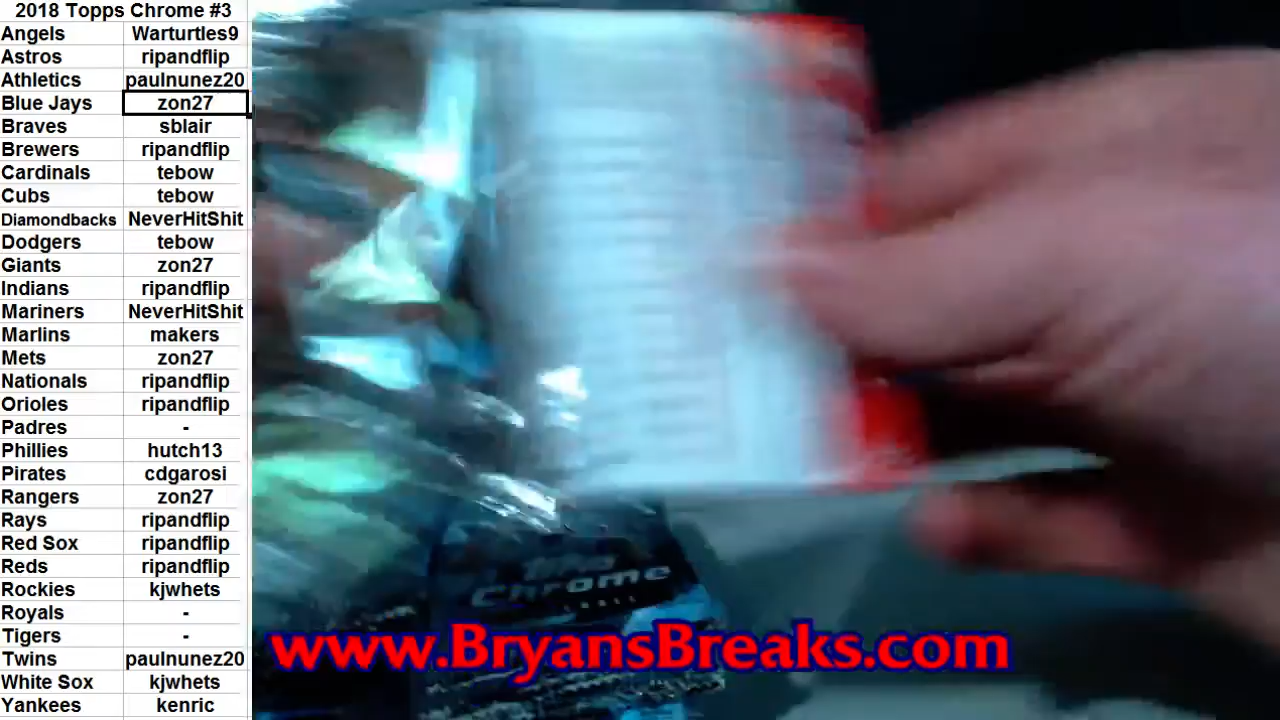 2018 Topps Chrome #3
Angels Warturtles9
Astros ripandflip
Athletics paulnunez20
Blue Jays zon27
Braves sblair
Brewers ripandflip
Cardinals tebow
Cubs tebow
Diamondbacks NeverHitShit
Dodgers tebow
Giants zon27
Indians ripandflip
Mariners NeverHitShit
Marlins makers
Mets zon27
Nationals ripandflip
Orioles ripandflip
Padres -
Phillies hutch13
Pirates cdgarosi
Rangers zon27
Rays ripandflip
Red Sox ripandflip
Reds ripandflip
Rockies kjwhets
Royals -
Tigers -
Twins paulnunez20
White Sox kjwhets
Yankees kenric
Chrome
www.BryansBreaks.com